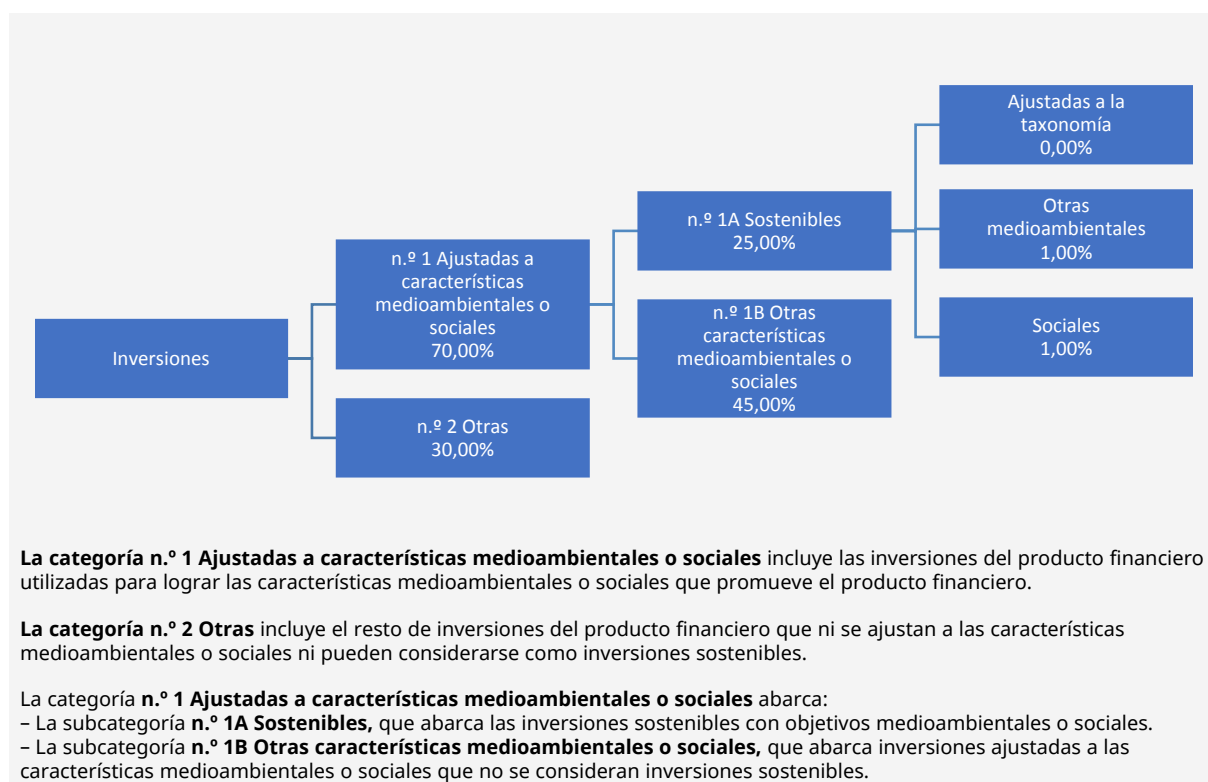 Inversiones
n.º 1 Ajustadas a
características
medioambientales o
sociales
70,00%
n.º 2 Otras
30,00%
n.º 1A Sostenibles
25,00%
n.º 1B Otras
características
medioambientales o
sociales
45,00%
Ajustadas a la
taxonomía
0,00%
Otras
medioambientales
1,00%
Sociales
1,00%
La categoría n.º 1 Ajustadas a características medioambientales o sociales incluye las inversiones del producto financiero
utilizadas para lograr las características medioambientales o sociales que promueve el producto financiero.
La categoría n.º 2 Otras incluye el resto de inversiones del producto financiero que ni se ajustan a las características
medioambientales o sociales ni pueden considerarse como inversiones sostenibles.
La categoría n.º 1 Ajustadas a características medioambientales o sociales abarca:
– La subcategoría n.º 1A Sostenibles, que abarca las inversiones sostenibles con objetivos medioambientales o sociales.
– La subcategoría n.º 1B Otras características medioambientales o sociales, que abarca inversiones ajustadas a las
características medioambientales o sociales que no se consideran inversiones sostenibles.